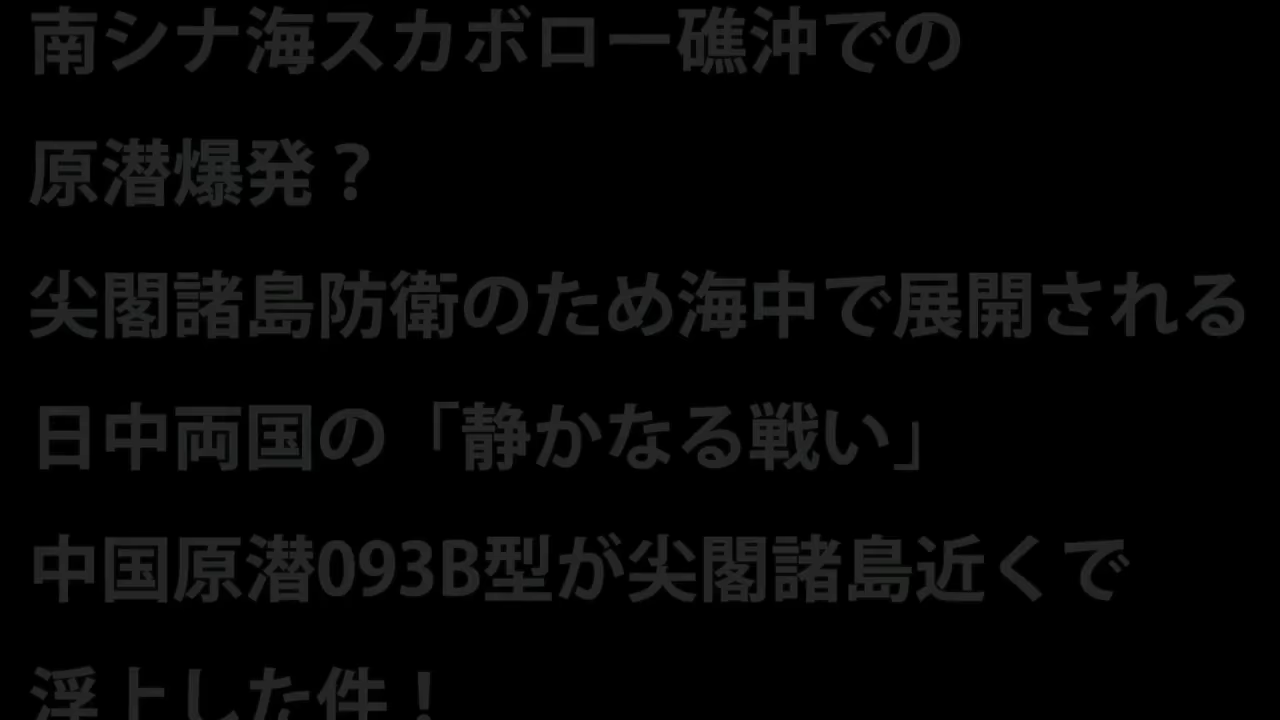 南シナ海スカボロー礁沖での
原潜爆発？
尖閣諸島防衛のため海中で展開される
日中両国の「静かなる戦い」
中国原潜093B型が尖閣諸島近くで
浮上した件！